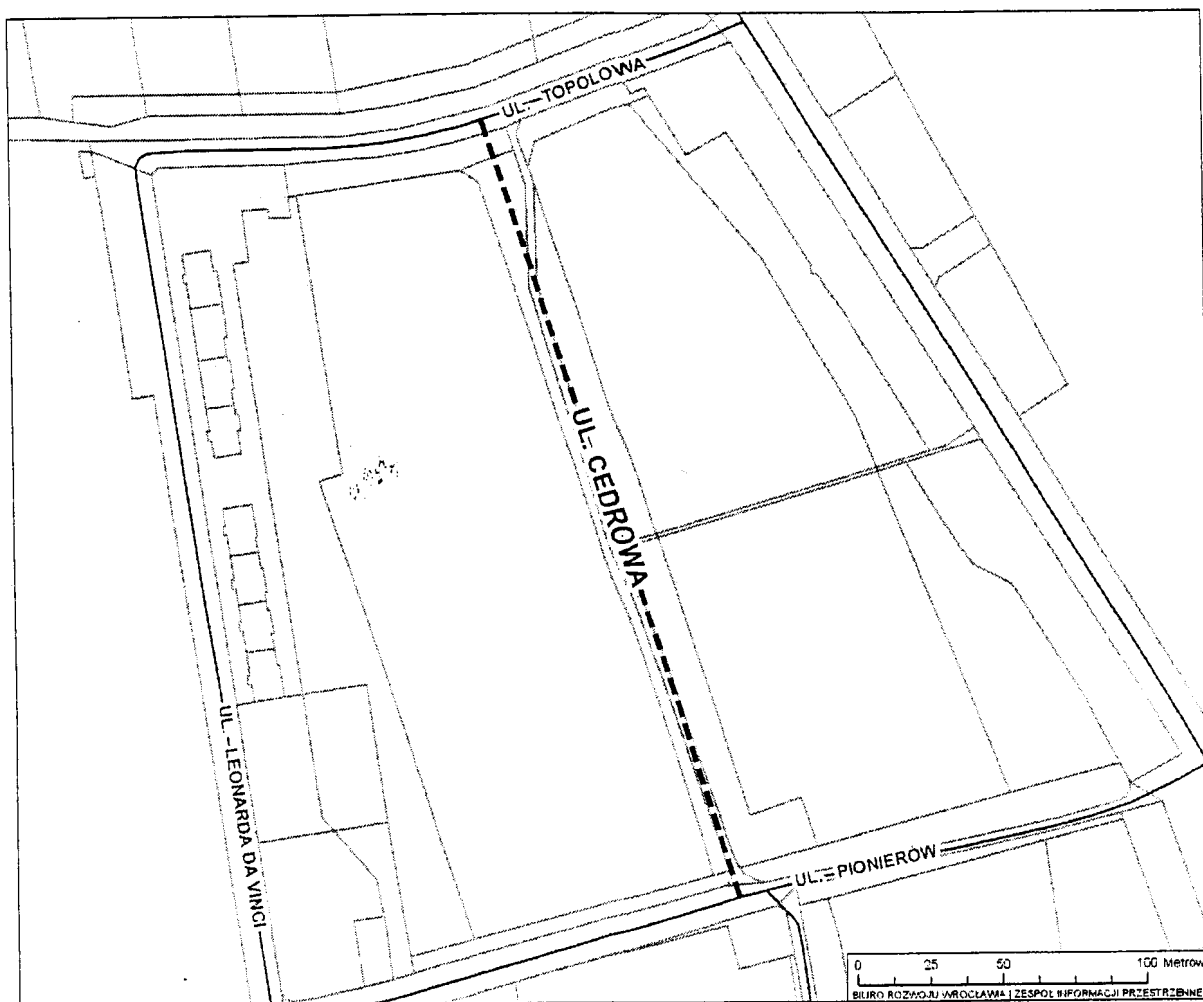 UL. TOPOLOWA
UL. CEDROWA
UL. LEONARDA DA VINCI
UL. PIONIERÓW
0 25 50 100 Metrów
BIURO ROZWOJU WROCŁAWIA | ZESPÓŁ INFORMACJI PRZESTRZENNE